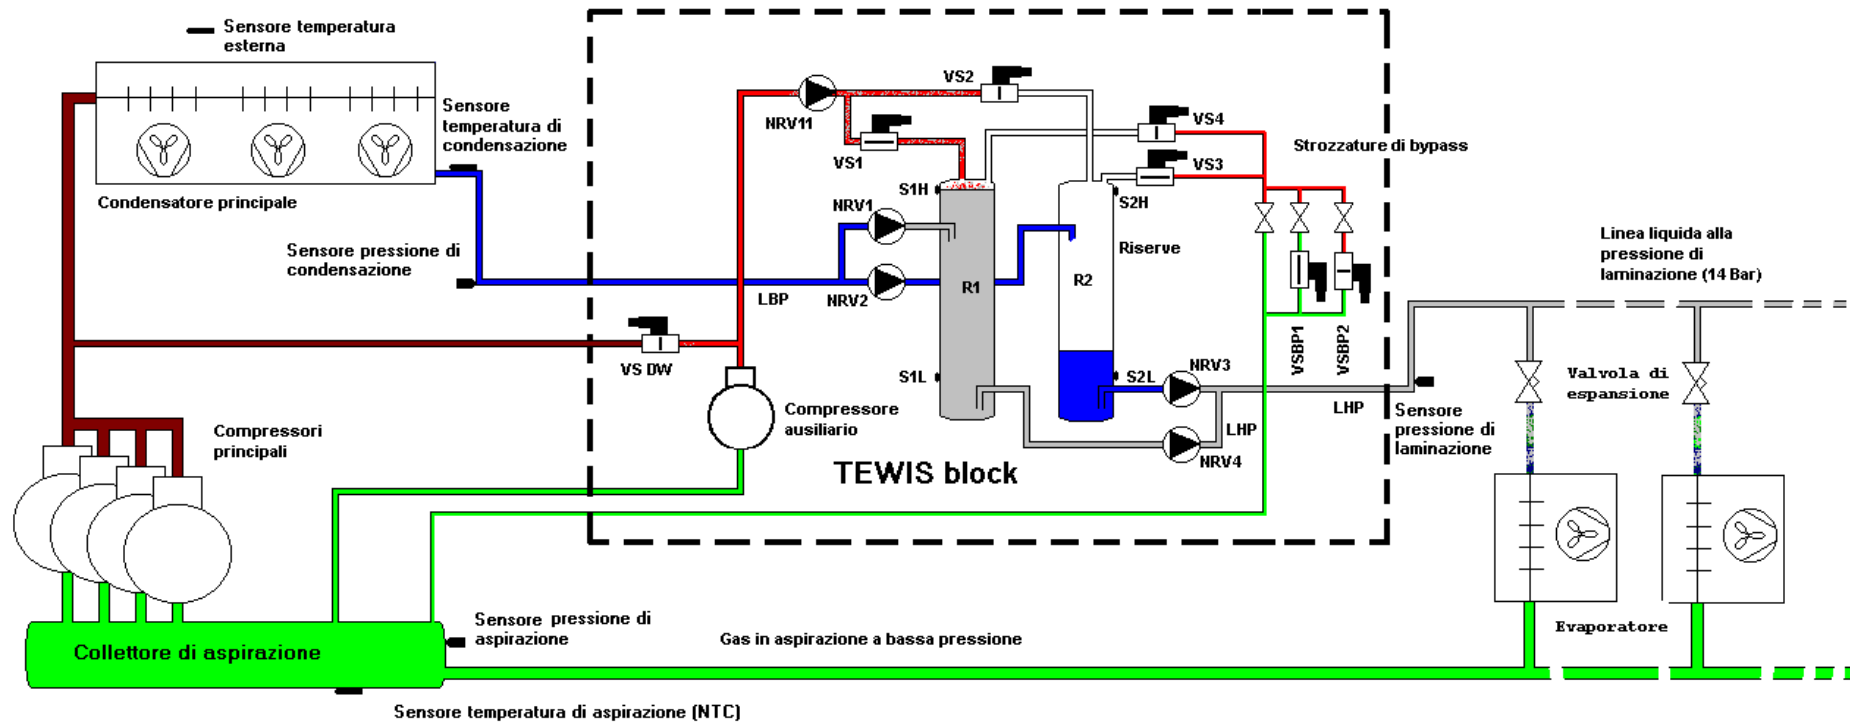 Sensore temperatura
esterna
Sensore
temperatura di
condensazione
Condensatore principale
Sensore pressione di
condensazione
VS2
NRV11
VS1
VS4
VS3
Strozzature di bypass
S1H
S2H
NRV1
Riserve
R1
R2
LBP
NRV2
Linea liquida alla
pressione di
laminazione (14 Bar)
VSBP1
VSBP2
VS DW
S1L
S2L
NRV3
LHP
LHP
NRV4
Valvola di
espansione
Sensore
pressione di
laminazione
Compressore
ausiliario
Compressori
principali
TEWIS block
Sensore pressione di
aspirazione
Gas in aspirazione a bassa pressione
Evaporatore
Collettore di aspirazione
Sensore temperatura di aspirazione (NTC)